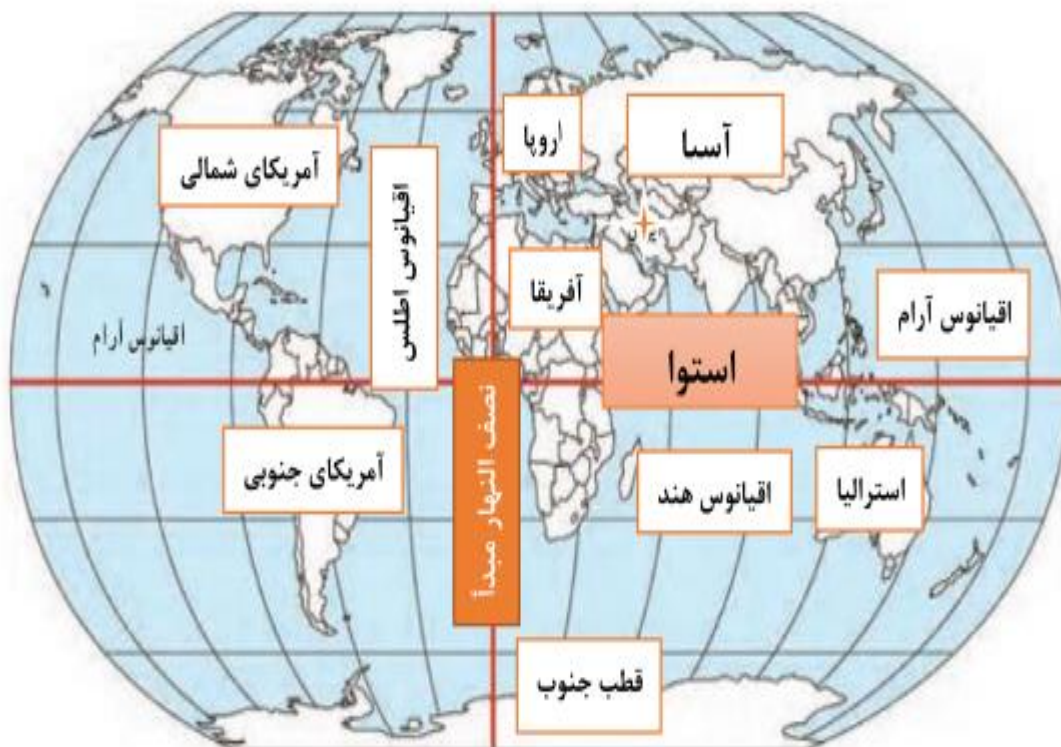 اروپا
آسیا
آمریکای شمالی
اقیانوس اطلس
ایران
آفریقا
اقیانوس آرام
اقیانوس آرام
استوا
نصف النهار مبدأ
آمریکای جنوبی
اقیانوس هند
استرالیا
قطب جنوب